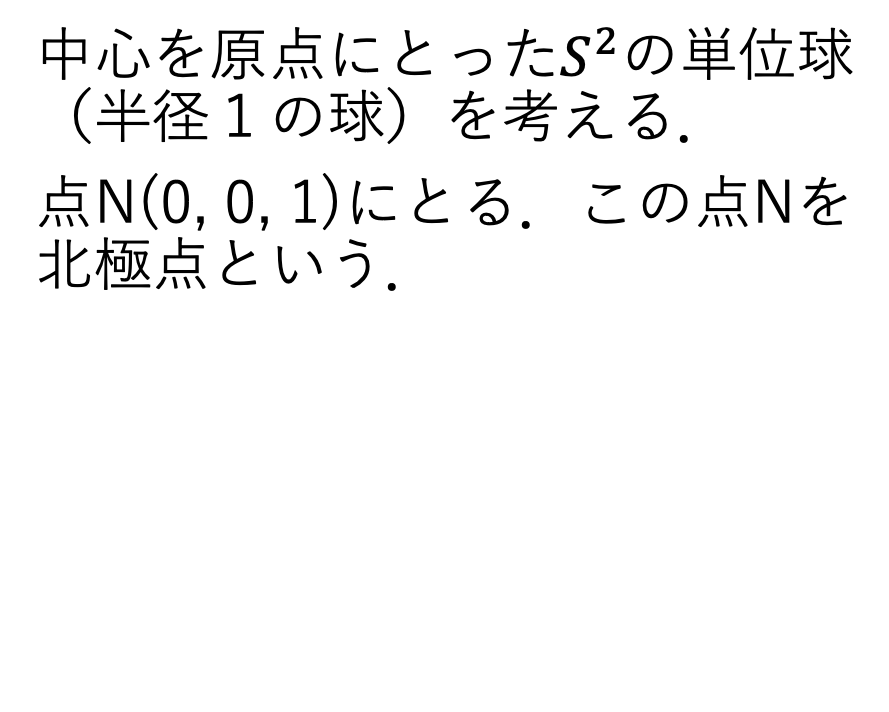 中心を原点にとった𝑆²の単位球
（半径１の球）を考える．
点N(0, 0, 1)にとる． この点Nを
北極点という．